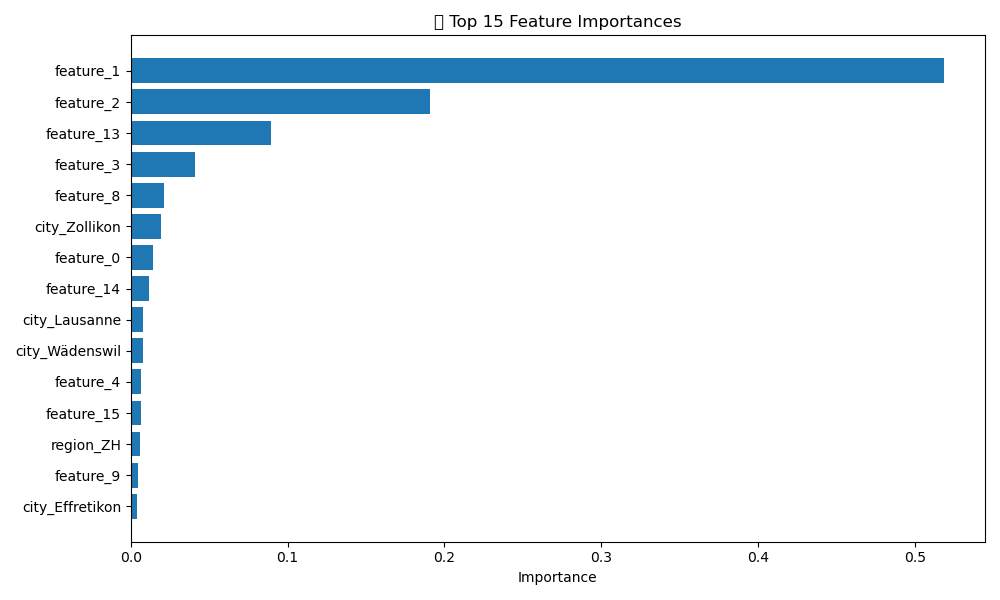 Top 15 Feature Importances
feature_1
feature_2
feature_13
feature_3
feature_8
city_Zollikon
feature_0
feature_14
city_Lausanne
city_Wädenswil
feature_4
feature_15
region_ZH
feature_9
city_Effretikon
0.0 0.1 0.2 0.3 0.4 0.5
Importance